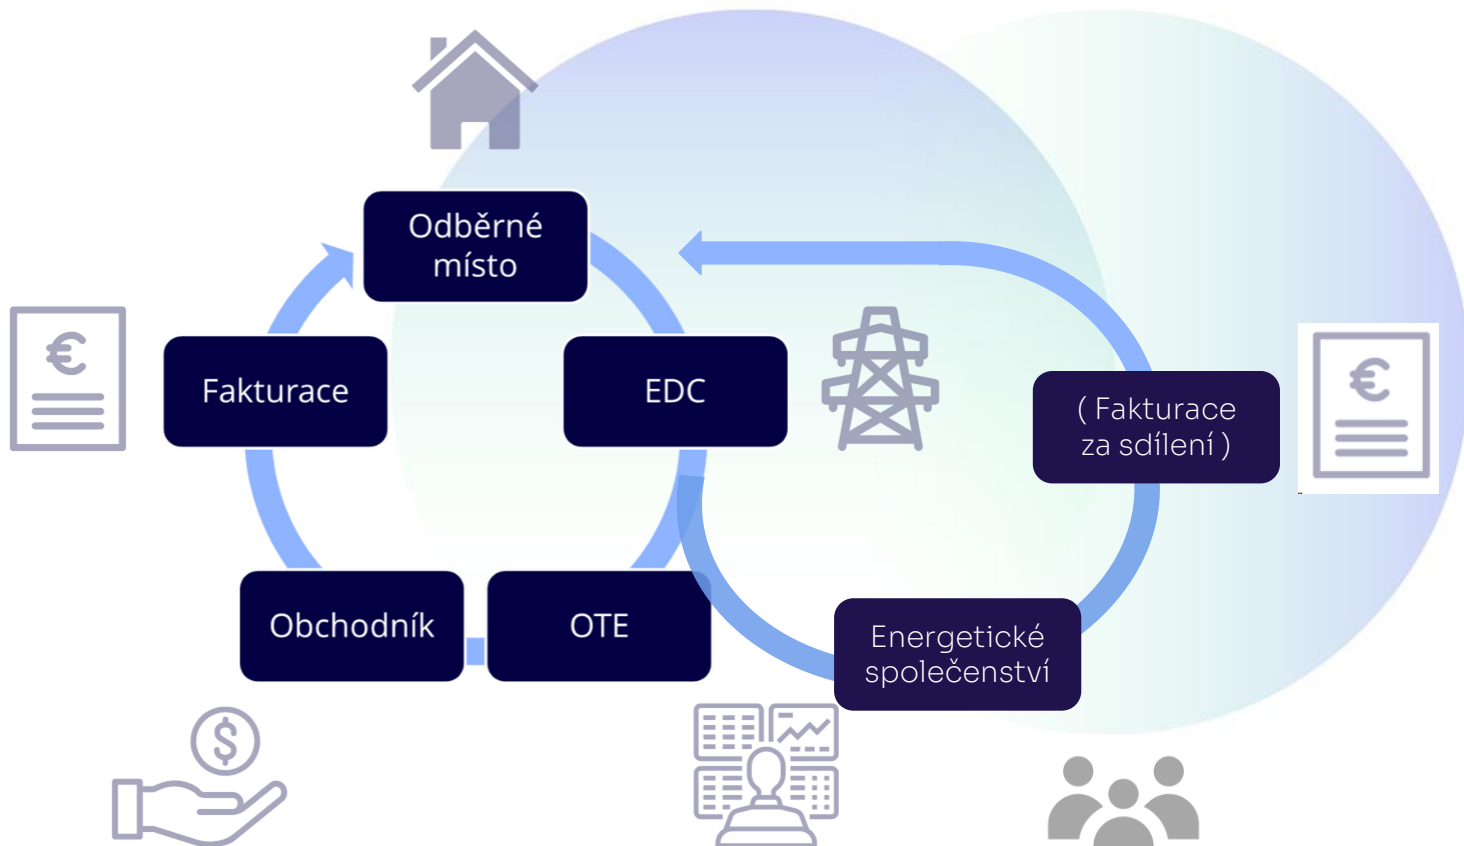 Odběrné
místo
Fakturace
EDC
( Fakturace
za sdílení )
€
€
Obchodník
OTE
Energetické
společenství
$